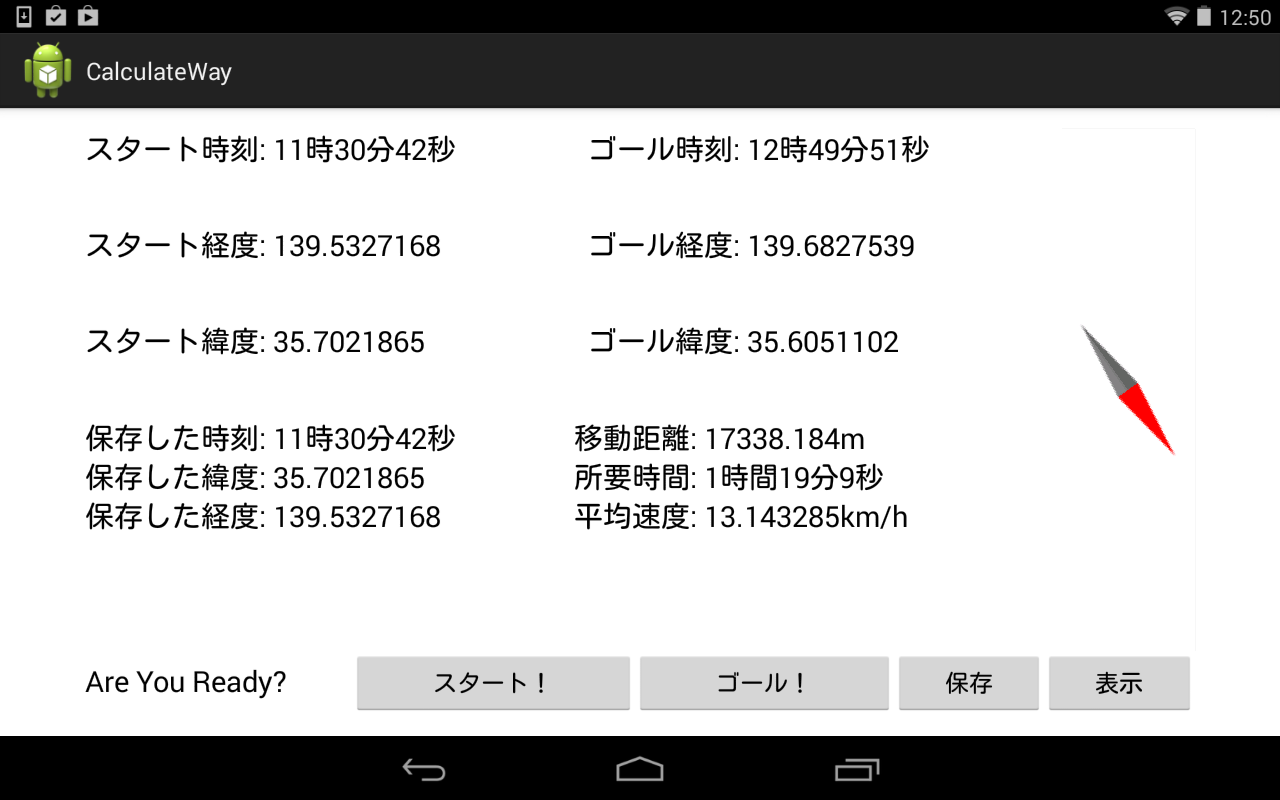 12:50
CalculateWay
スタート時刻: 11時30分42秒
ゴール時刻: 12時49分51秒
スタート経度: 139.5327168
ゴール経度: 139.6827539
スタート緯度: 35.7021865
ゴール緯度: 35.6051102
保存した時刻: 11時30分42秒
保存した緯度: 35.7021865
保存した経度: 139.5327168
移動距離: 17338.184m
所要時間: 1時間19分9秒
平均速度: 13.143285km/h
Are You Ready?
スタート！
ゴール！
保存
表示